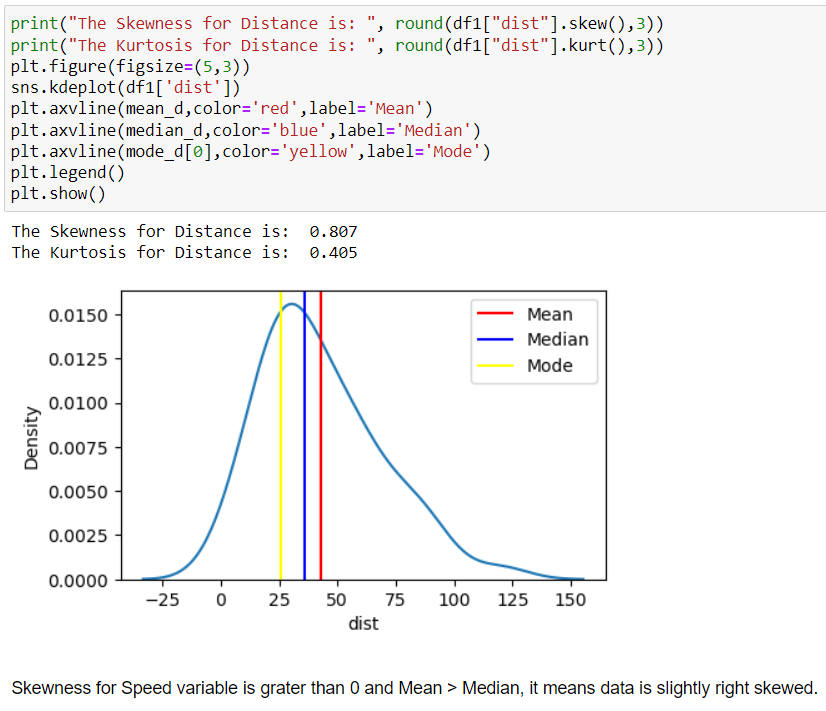 print("The Skewness for Distance is: ", round(df1["dist"].skew(),3))
print("The Kurtosis for Distance is: ", round(df1["dist"].kurt(),3))
plt.figure(figsize=(5,3))
sns.kdeplot(df1['dist'])
plt.axvline(mean_d,color='red',label='Mean')
plt.axvline(median_d,color='blue',label='Median')
plt.axvline(mode_d[0],color='yellow',label='Mode')
plt.legend()
plt.show()
The Skewness for Distance is:  0.807
The Kurtosis for Distance is:  0.405
Mean
Median
Mode
0.0150
0.0125
0.0100
0.0075
0.0050
0.0025
0.0000
Density
−25 0 25 50 75 100 125 150
dist
Skewness for Speed variable is grater than 0 and Mean > Median, it means data is slightly right skewed.